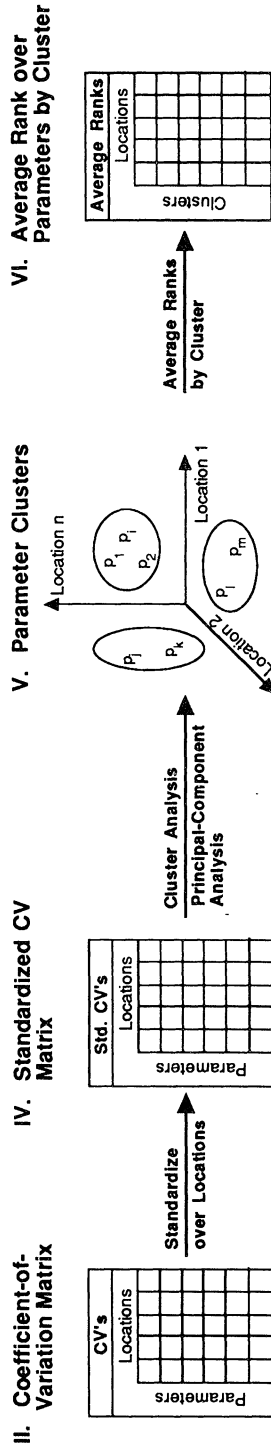 II. Coefficient-of-
Variation Matrix
CV's
Locations
Parameters
Standardize
over Locations
IV. Standardized CV
Matrix
Std. CV's
Locations
Parameters
Cluster Analysis
Principal-Component
Analysis
V. Parameter Clusters
Location n
Location 1
Location 2
p1 pi
p2
pj
pk
pl
pm
Average Ranks
by Cluster
VI. Average Rank over
Parameters by Cluster
Average Ranks
Locations
Clusters